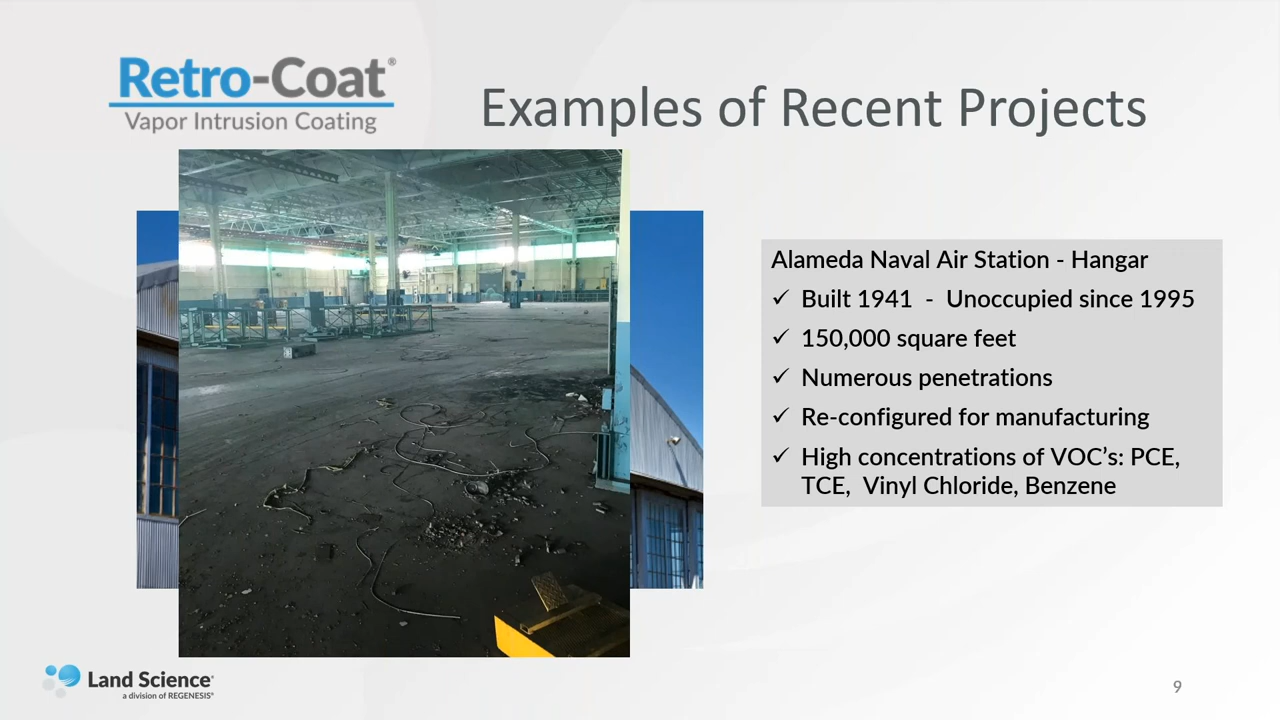 Retro-Coat®
Vapor Intrusion Coating
Examples of Recent Projects
Alameda Naval Air Station - Hangar
✓ Built 1941 - Unoccupied since 1995
✓ 150,000 square feet
✓ Numerous penetrations
✓ Re-configured for manufacturing
✓ High concentrations of VOC’s: PCE,
TCE, Vinyl Chloride, Benzene
Land Science®
a division of REGENESIS®
9